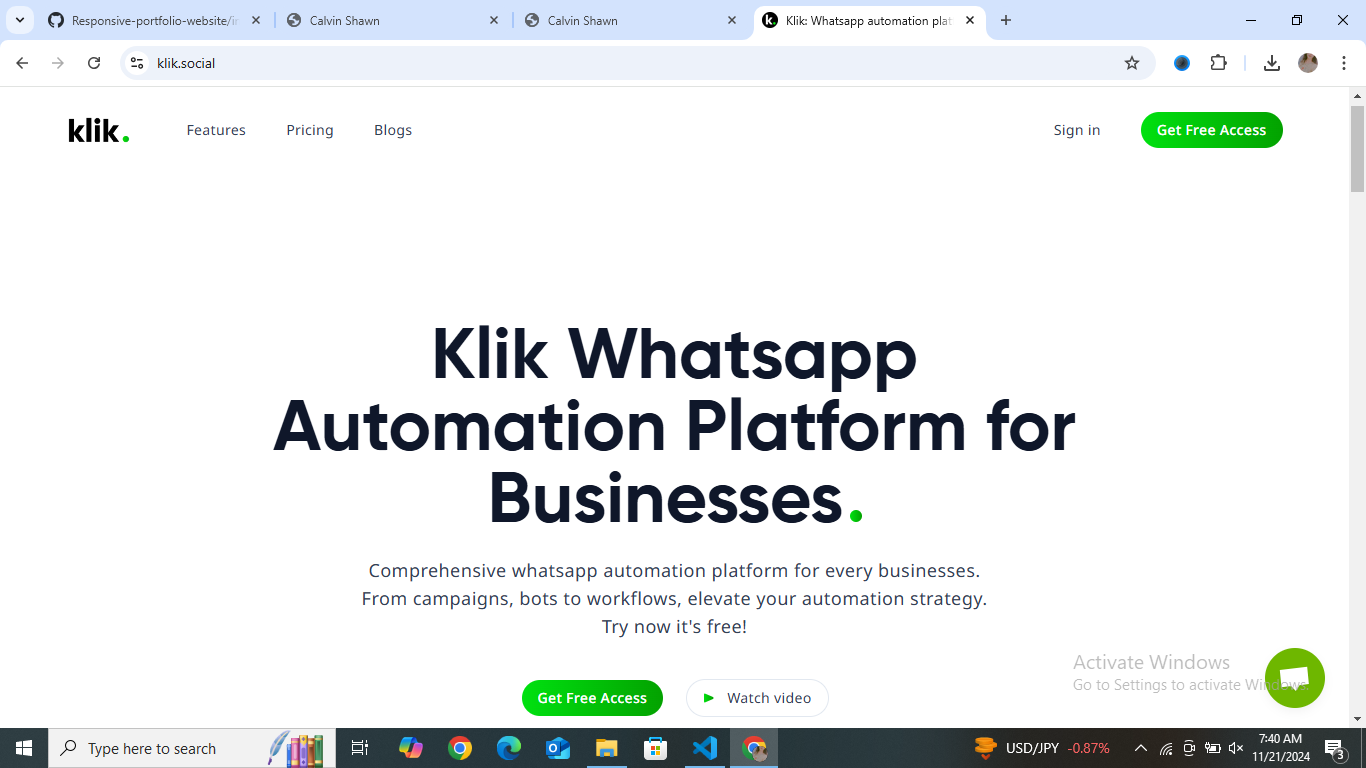 Responsive-portfolio-website/in
Calvin Shawn
Calvin Shawn
Klik: Whatsapp automation plat
klik.social
klik.
Features
Pricing
Blogs
Sign in
Get Free Access
Klik Whatsapp
Automation Platform for
Businesses.
Comprehensive whatsapp automation platform for every businesses.
From campaigns, bots to workflows, elevate your automation strategy.
Try now it's free!
Get Free Access
Watch video
Activate Windows
Go to Settings to activate Windows.
Type here to search
USD/JPY -0.87%
7:40 AM
11/21/2024
3